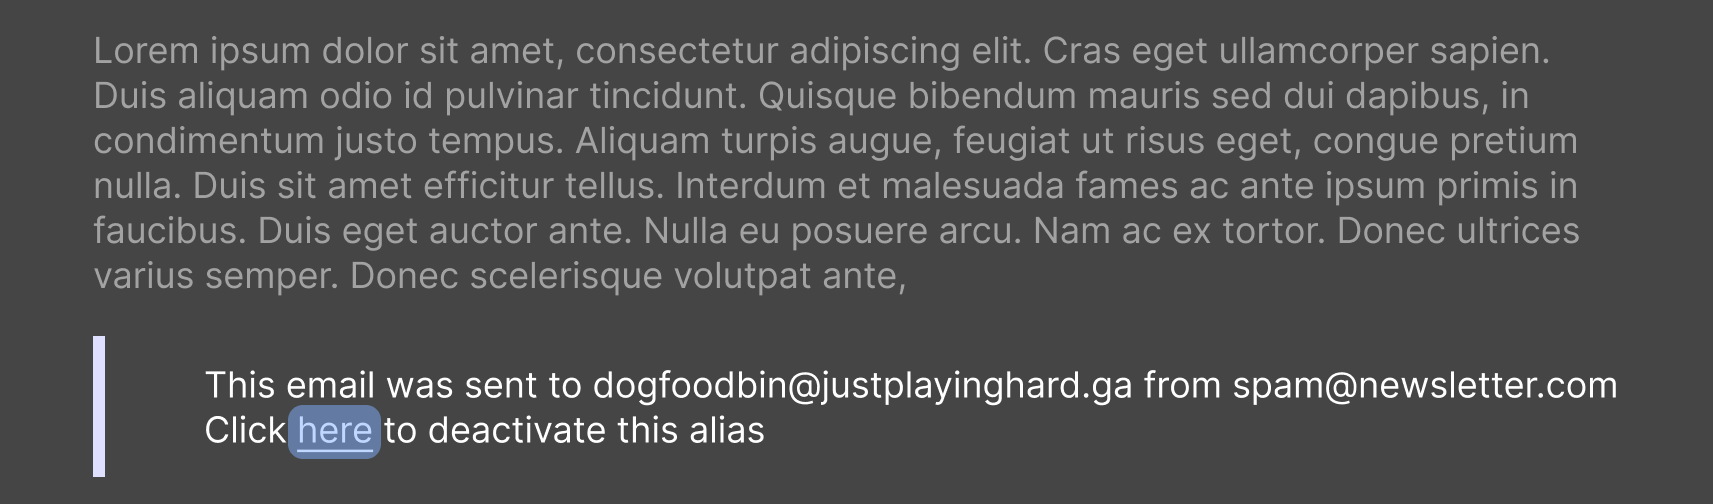 Lorem ipsum dolor sit amet, consectetur adipiscing elit. Cras eget ullamcorper sapien.
Duis aliquam odio id pulvinar tincidunt. Quisque bibendum mauris sed dui dapibus, in
condimentum justo tempus. Aliquam turpis augue, feugiat ut risus eget, congue pretium
nulla. Duis sit amet efficitur tellus. Interdum et malesuada fames ac ante ipsum primis in
faucibus. Duis eget auctor ante. Nulla eu posuere arcu. Nam ac ex tortor. Donec ultrices
varius semper. Donec scelerisque volutpat ante,
This email was sent to dogfoodbin@justplayinghard.ga from spam@newsletter.com
Click here to deactivate this alias